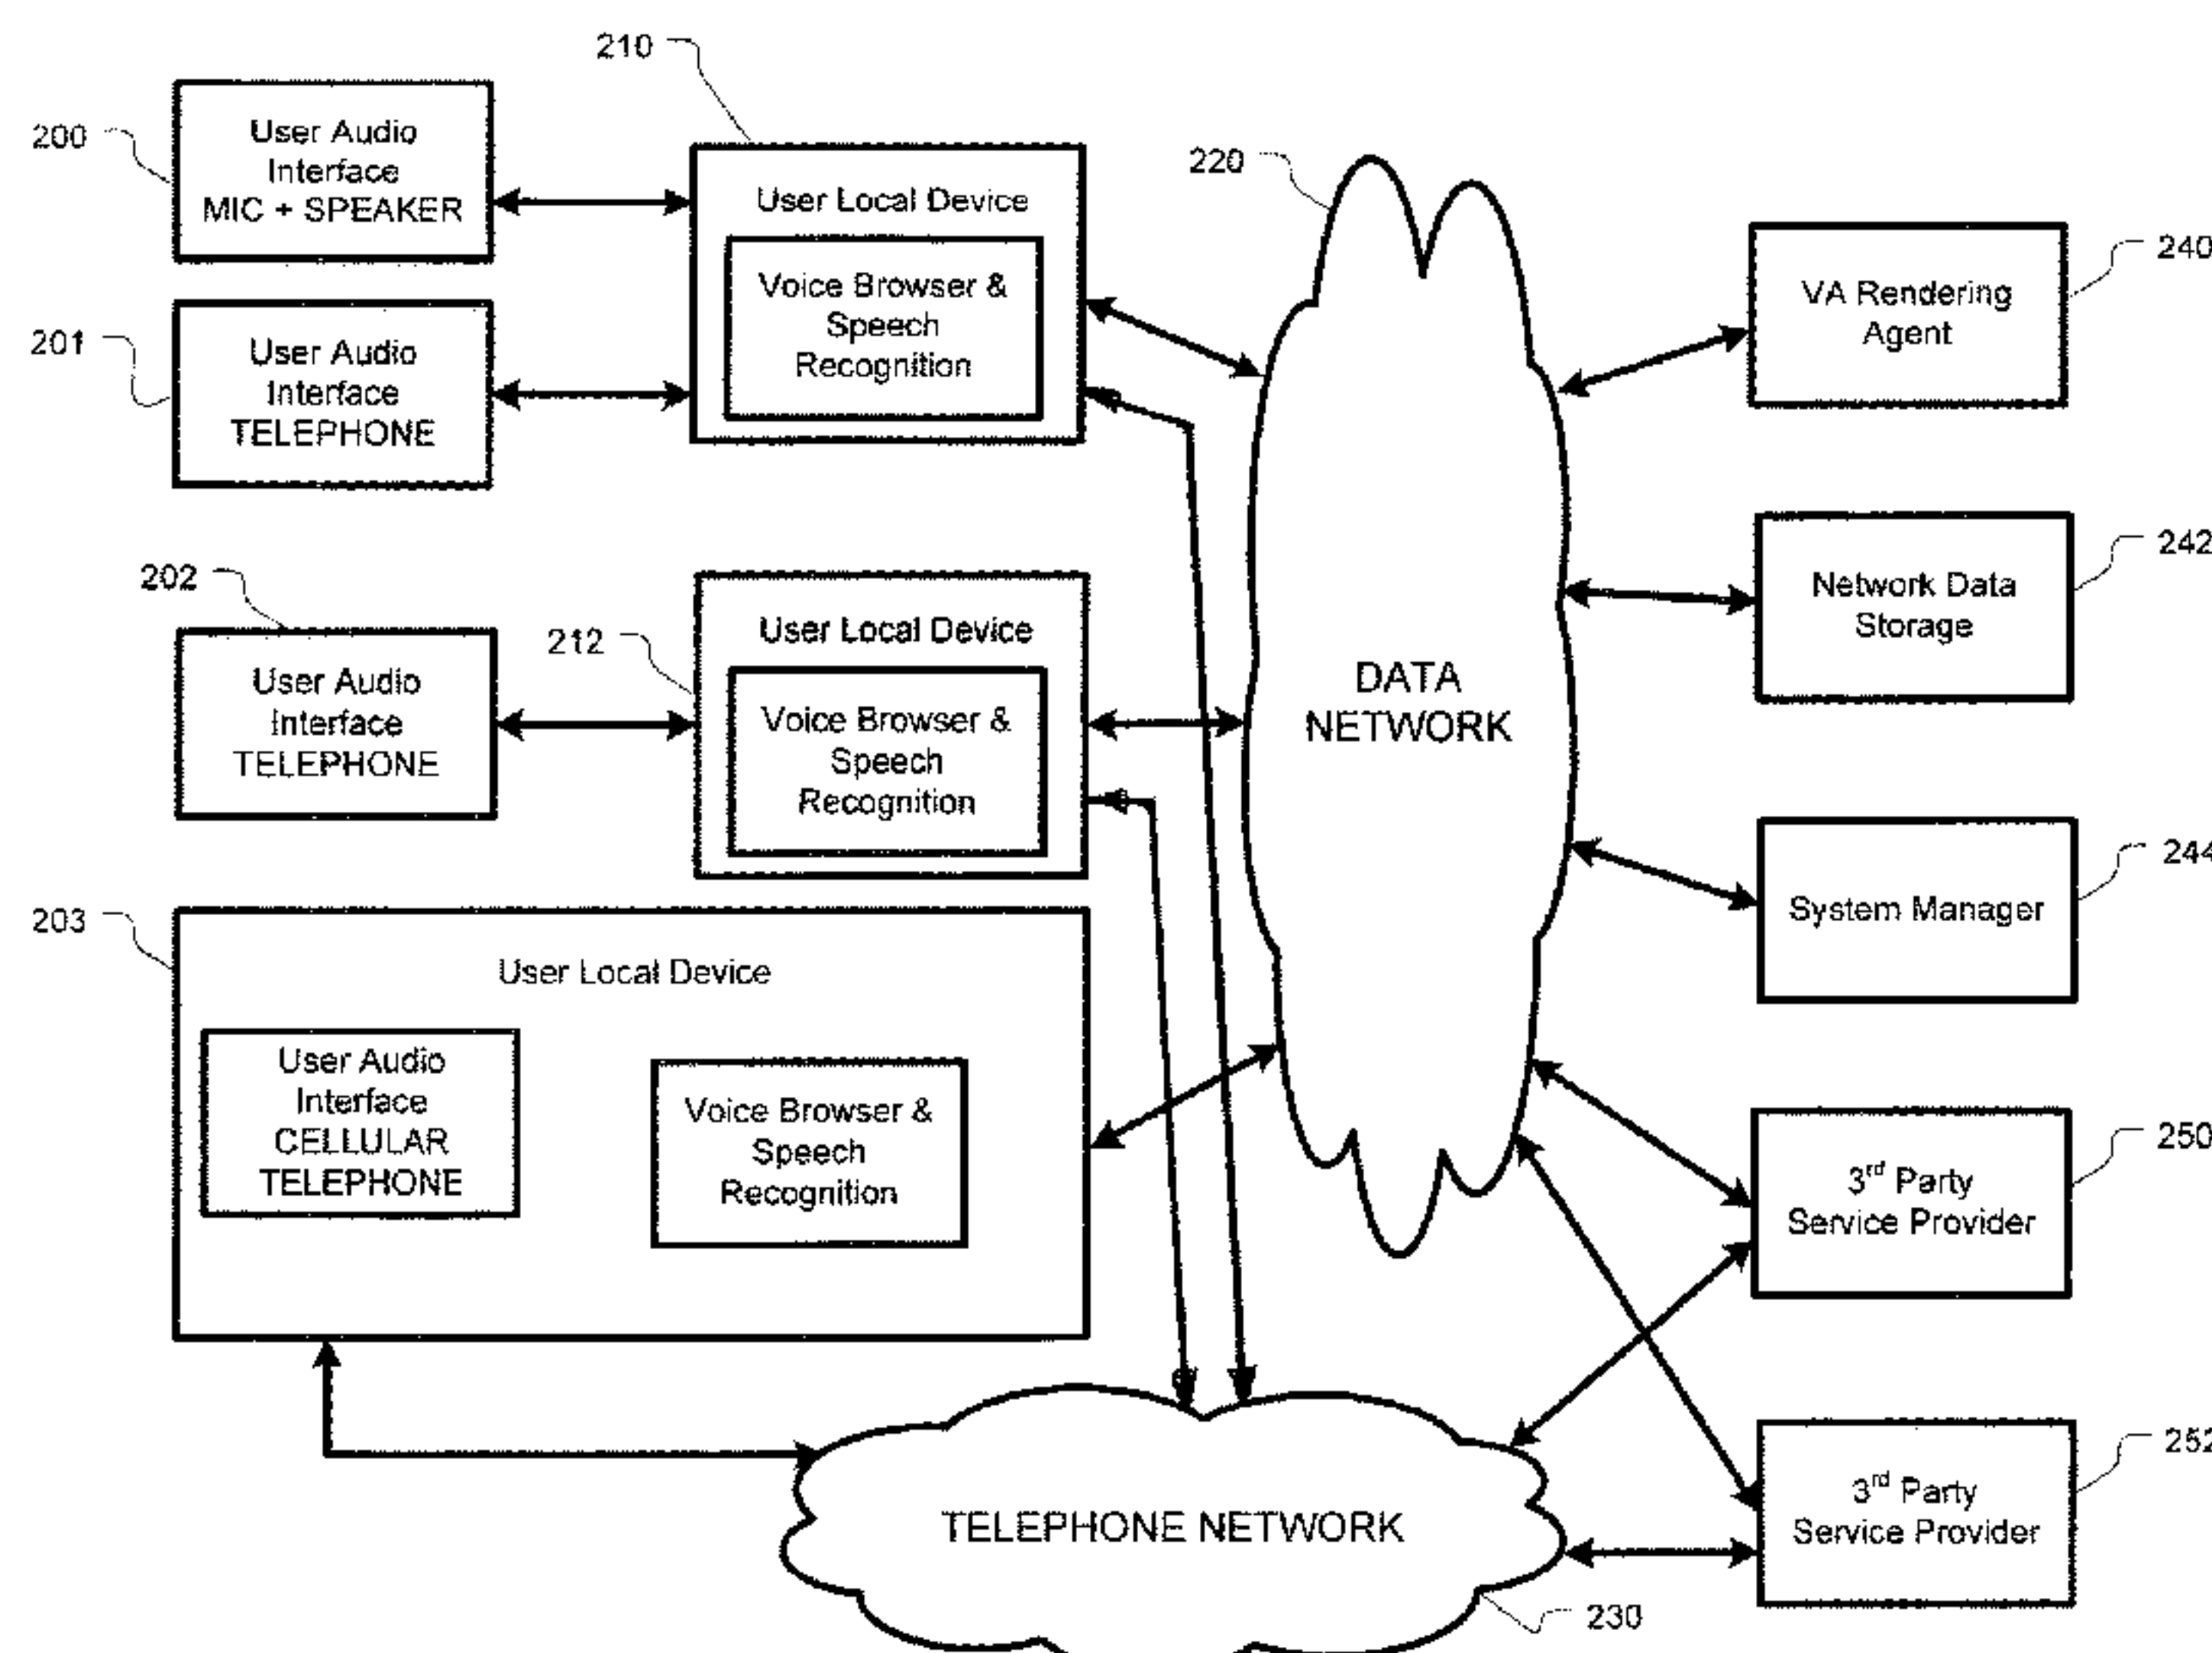 210
200
User Audio
Interface
MIC + SPEAKER
User Local Device
Voice Browser &
Speech
Recognition
201
User Audio
Interface
TELEPHONE
202
User Audio
Interface
TELEPHONE
212
User Local Device
Voice Browser &
Speech
Recognition
203
User Local Device
User Audio
Interface
CELLULAR
TELEPHONE
Voice Browser &
Speech
Recognition
220
DATA
NETWORK
VA Rendering
Agent
240
Network Data
Storage
242
System Manager
244
3rd Party
Service Provider
250
3rd Party
Service Provider
252
TELEPHONE NETWORK
230